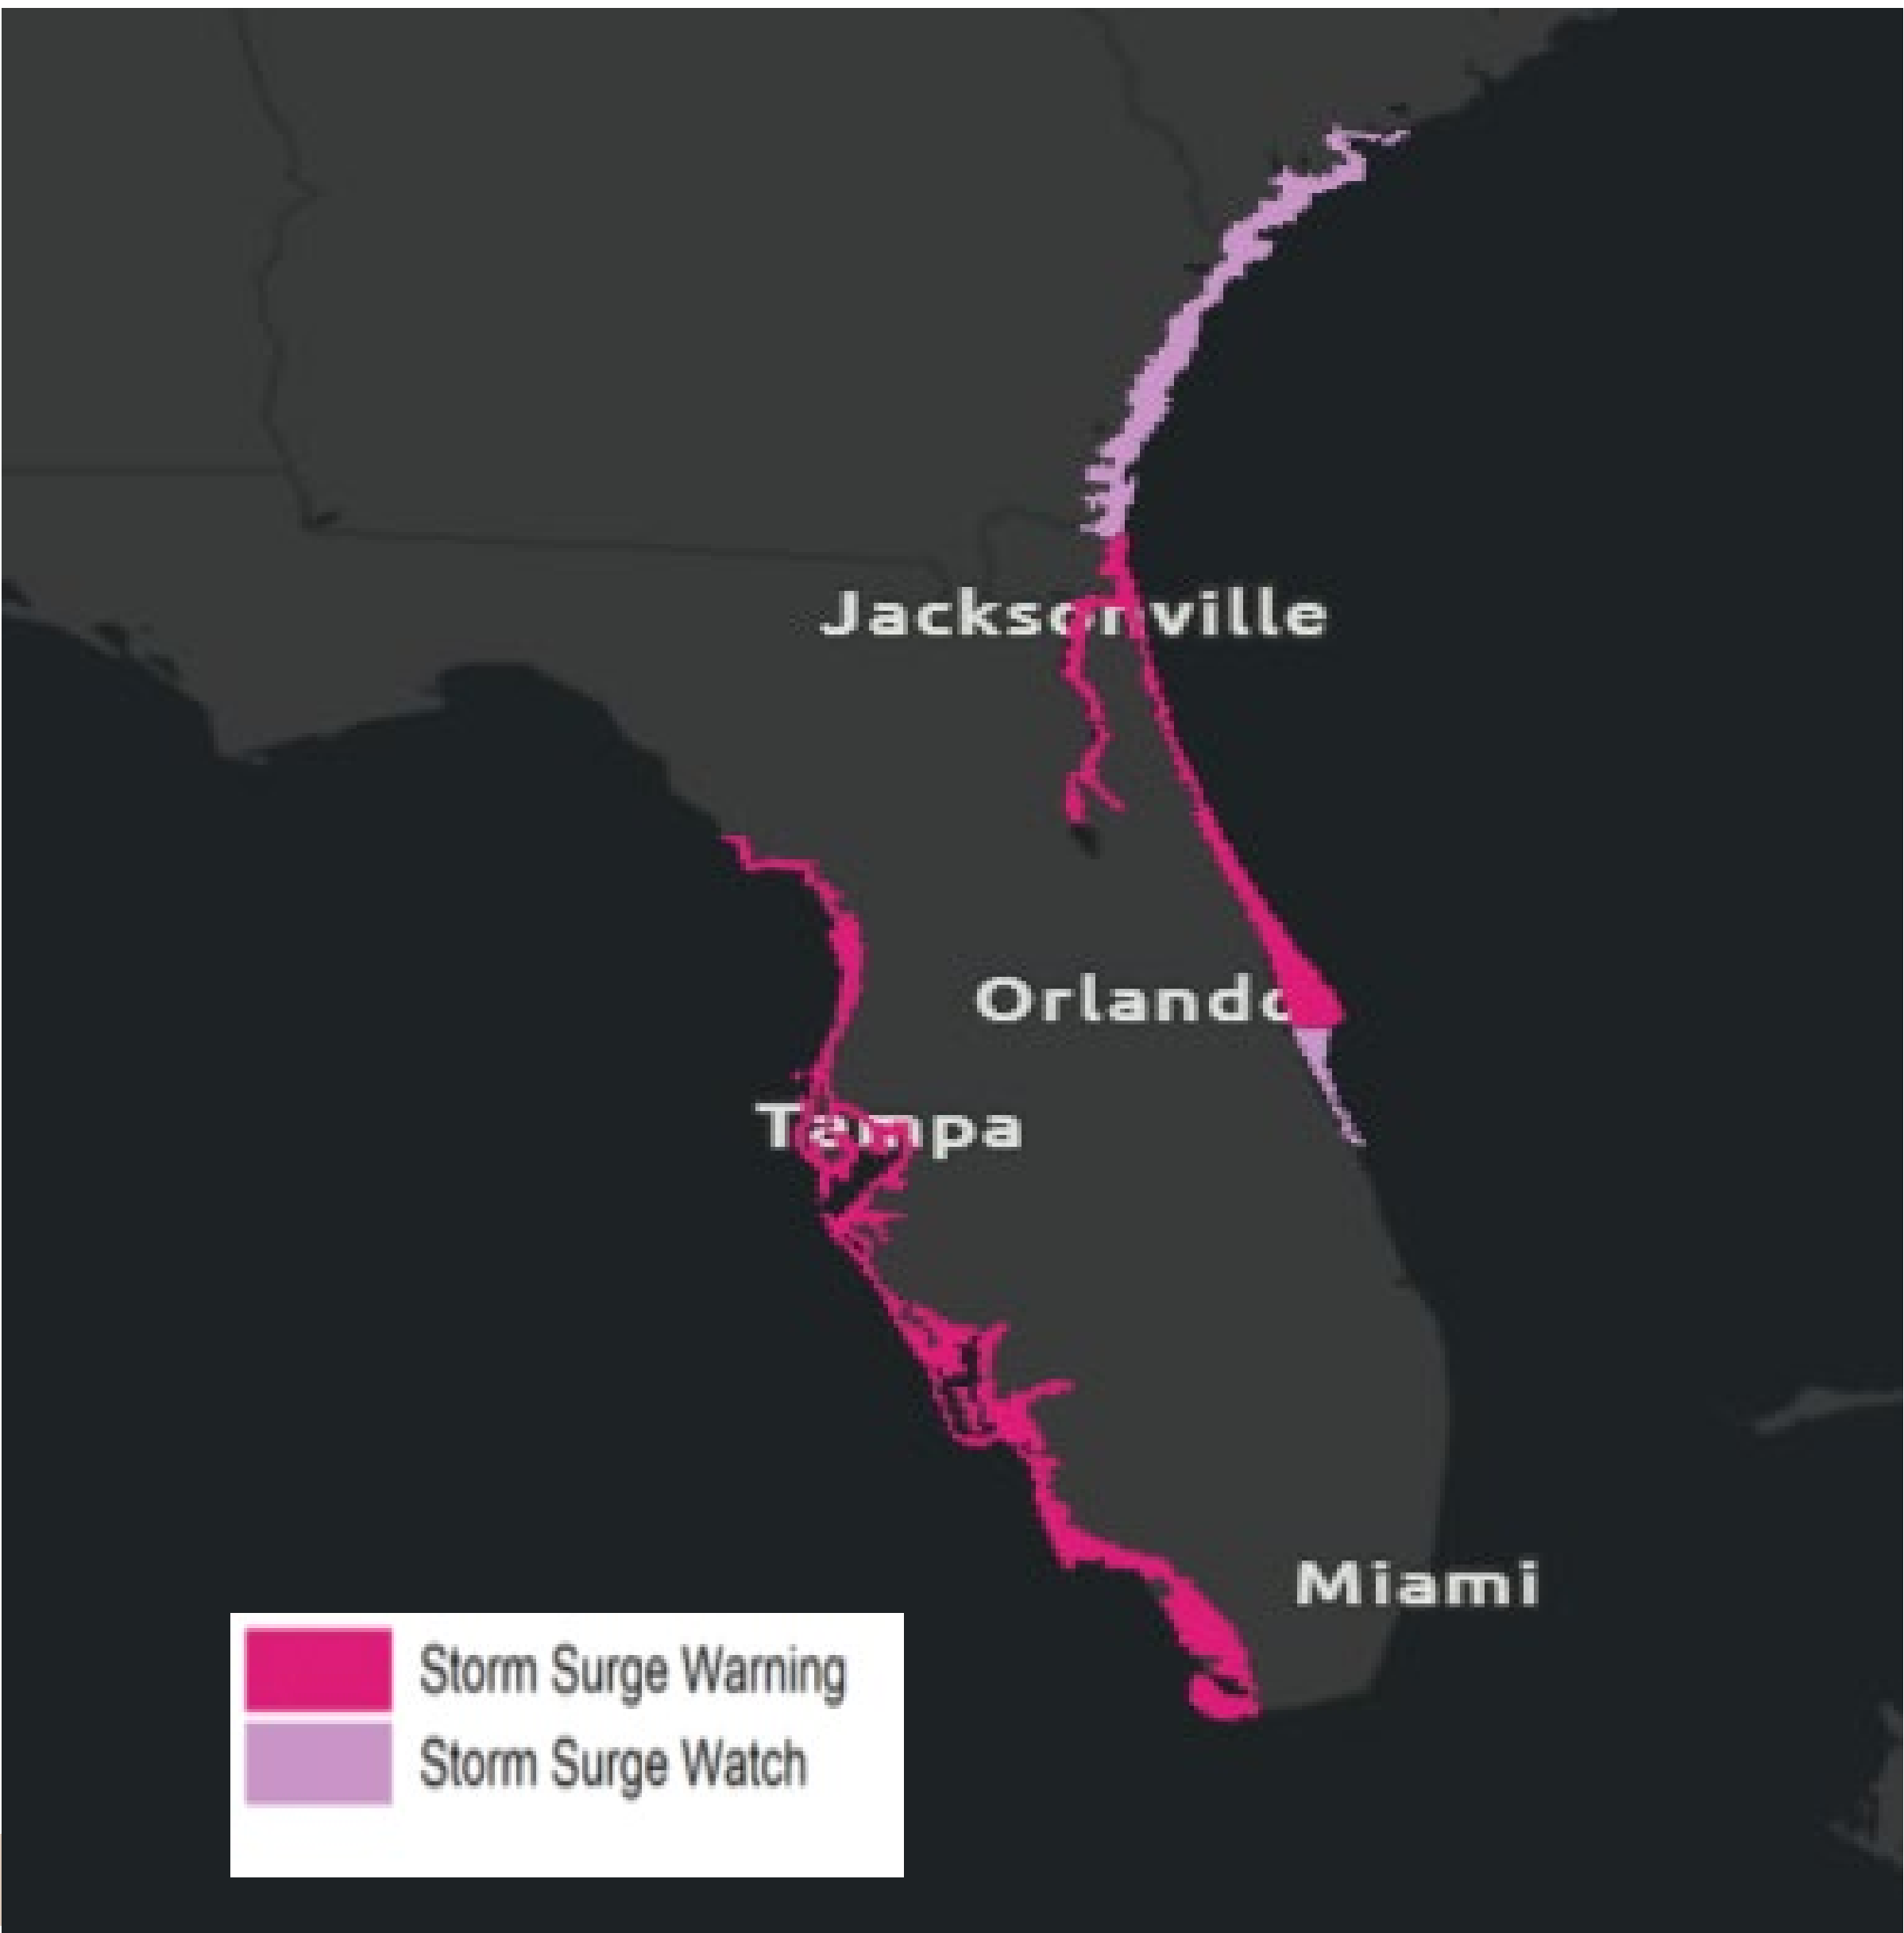 Jacksonville
Orlando
Tampa
Miami
Storm Surge Warning
Storm Surge Watch